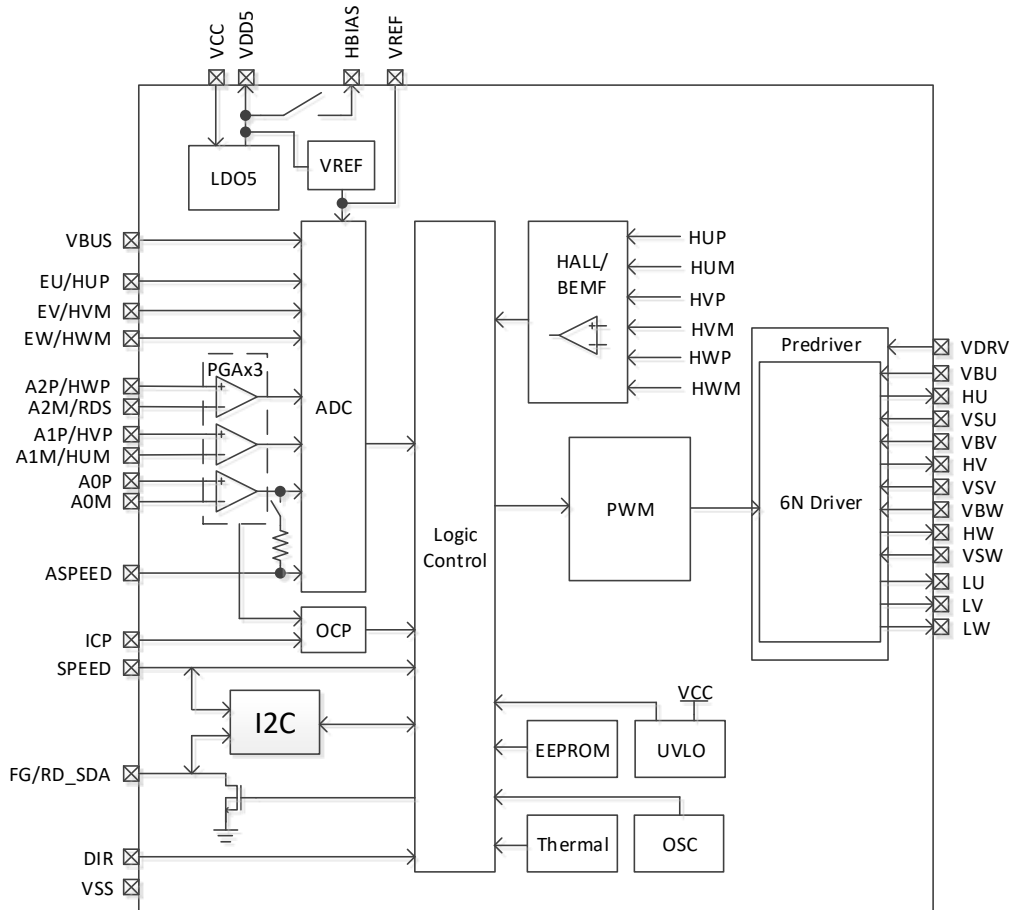 VCC
VDD5
HBIAS
VREF
LDO5
VREF
VBUS
EU/HUP
EV/HVM
EW/HWM
A2P/HWP
A2M/RDS
A1P/HVP
A1M/HUM
A0P
A0M
ASPEED
ICP
SPEED
FG/RD_SDA
DIR
VSS
PGAx3
+
−
+
−
+
−
ADC
OCP
I2C
Logic
Control
HALL/
BEMF
+
−
HUP
HUM
HVP
HVM
HWP
HWM
PWM
Predriver
6N Driver
VDRV
VBU
HU
VSU
VBV
HV
VSV
VBW
HW
VSW
LU
LV
LW
VCC
EEPROM
UVLO
Thermal
OSC